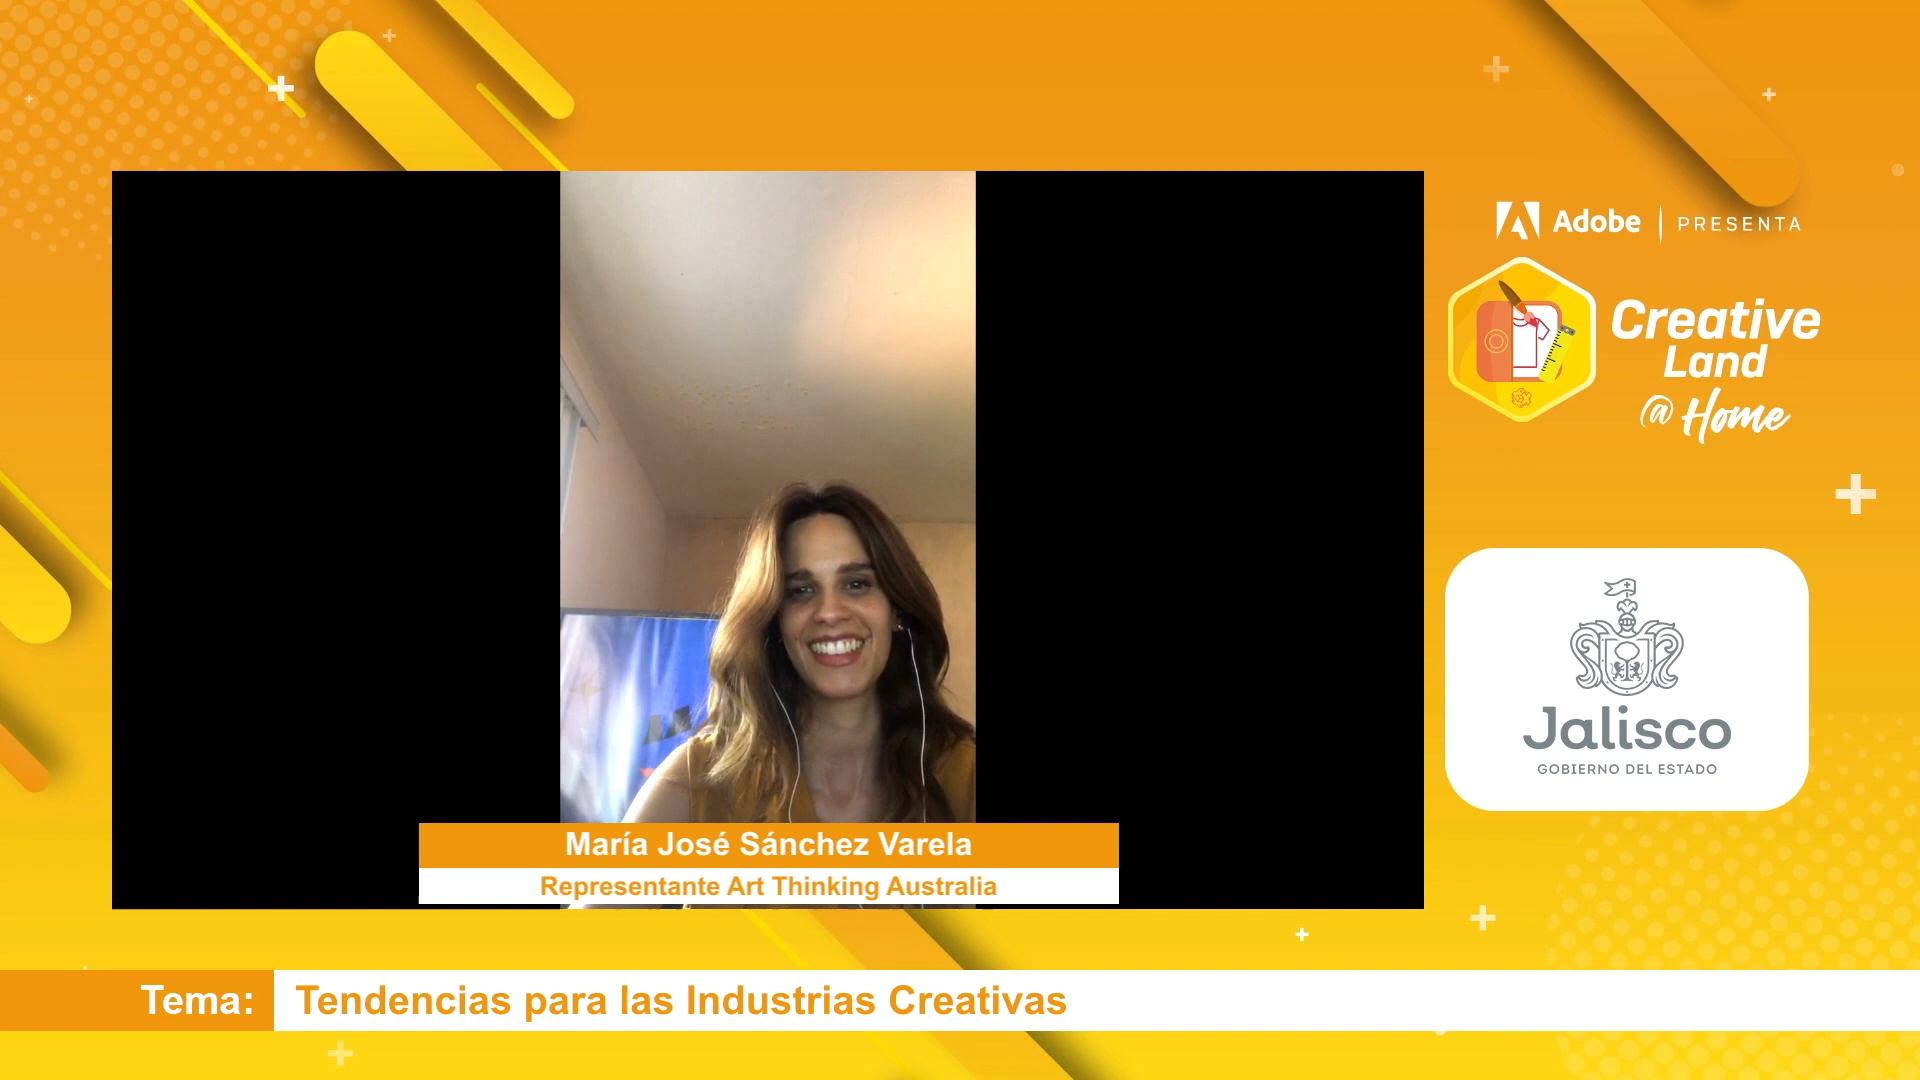 Adobe | PRESENTA
Creative
Land
@ Home
Jalisco
GOBIERNO DEL ESTADO
María José Sánchez Varela
Representante Art Thinking Australia
Tema: Tendencias para las Industrias Creativas